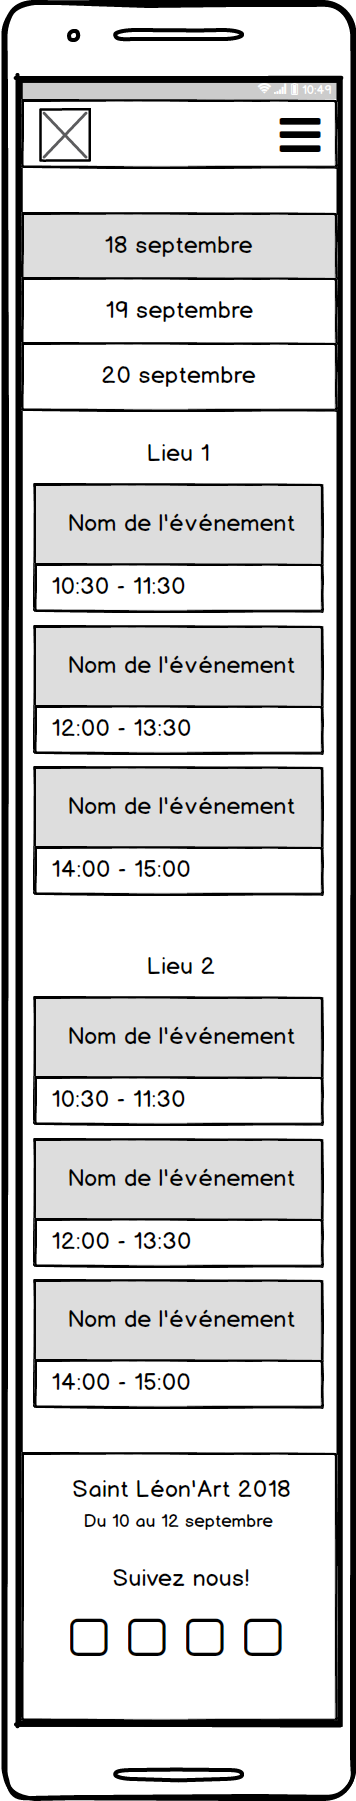 10:49
18 septembre
19 septembre
20 septembre
Lieu 1
Nom de l'événement
10:30 - 11:30
Nom de l'événement
12:00 - 13:30
Nom de l'événement
14:00 - 15:00
Lieu 2
Nom de l'événement
10:30 - 11:30
Nom de l'événement
12:00 - 13:30
Nom de l'événement
14:00 - 15:00
Saint Léon'Art 2018
Du 10 au 12 septembre
Suivez nous!